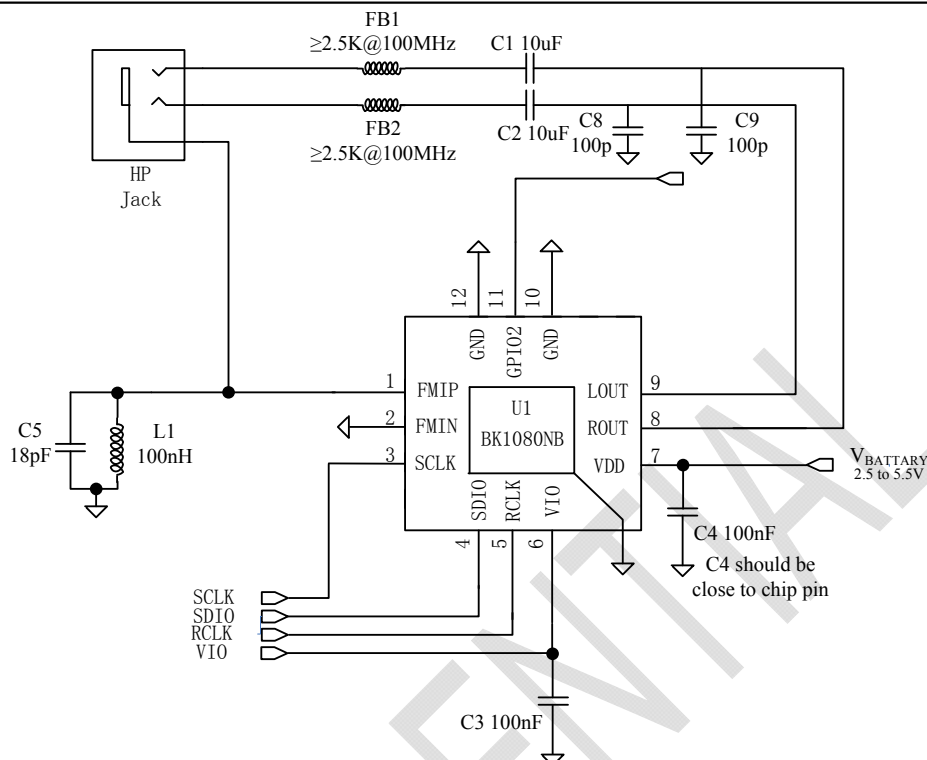 FB1
≥2.5K@100MHz
C1 10uF
FB2
≥2.5K@100MHz
C2 10uF
C8
100p
C9
100p
HP
Jack
12
11
10
GND
GPIO2
GND
1
FMIP
2
FMIN
3
SCLK
U1
BK1080NB
LOUT
9
ROUT
8
VDD
7
SDIO
RCLK
VIO
4
5
6
C5
18pF
L1
100nH
VBATTARY
2.5 to 5.5V
C4 100nF
C4 should be
close to chip pin
SCLK
SDIO
RCLK
VIO
C3 100nF
ENTIAL